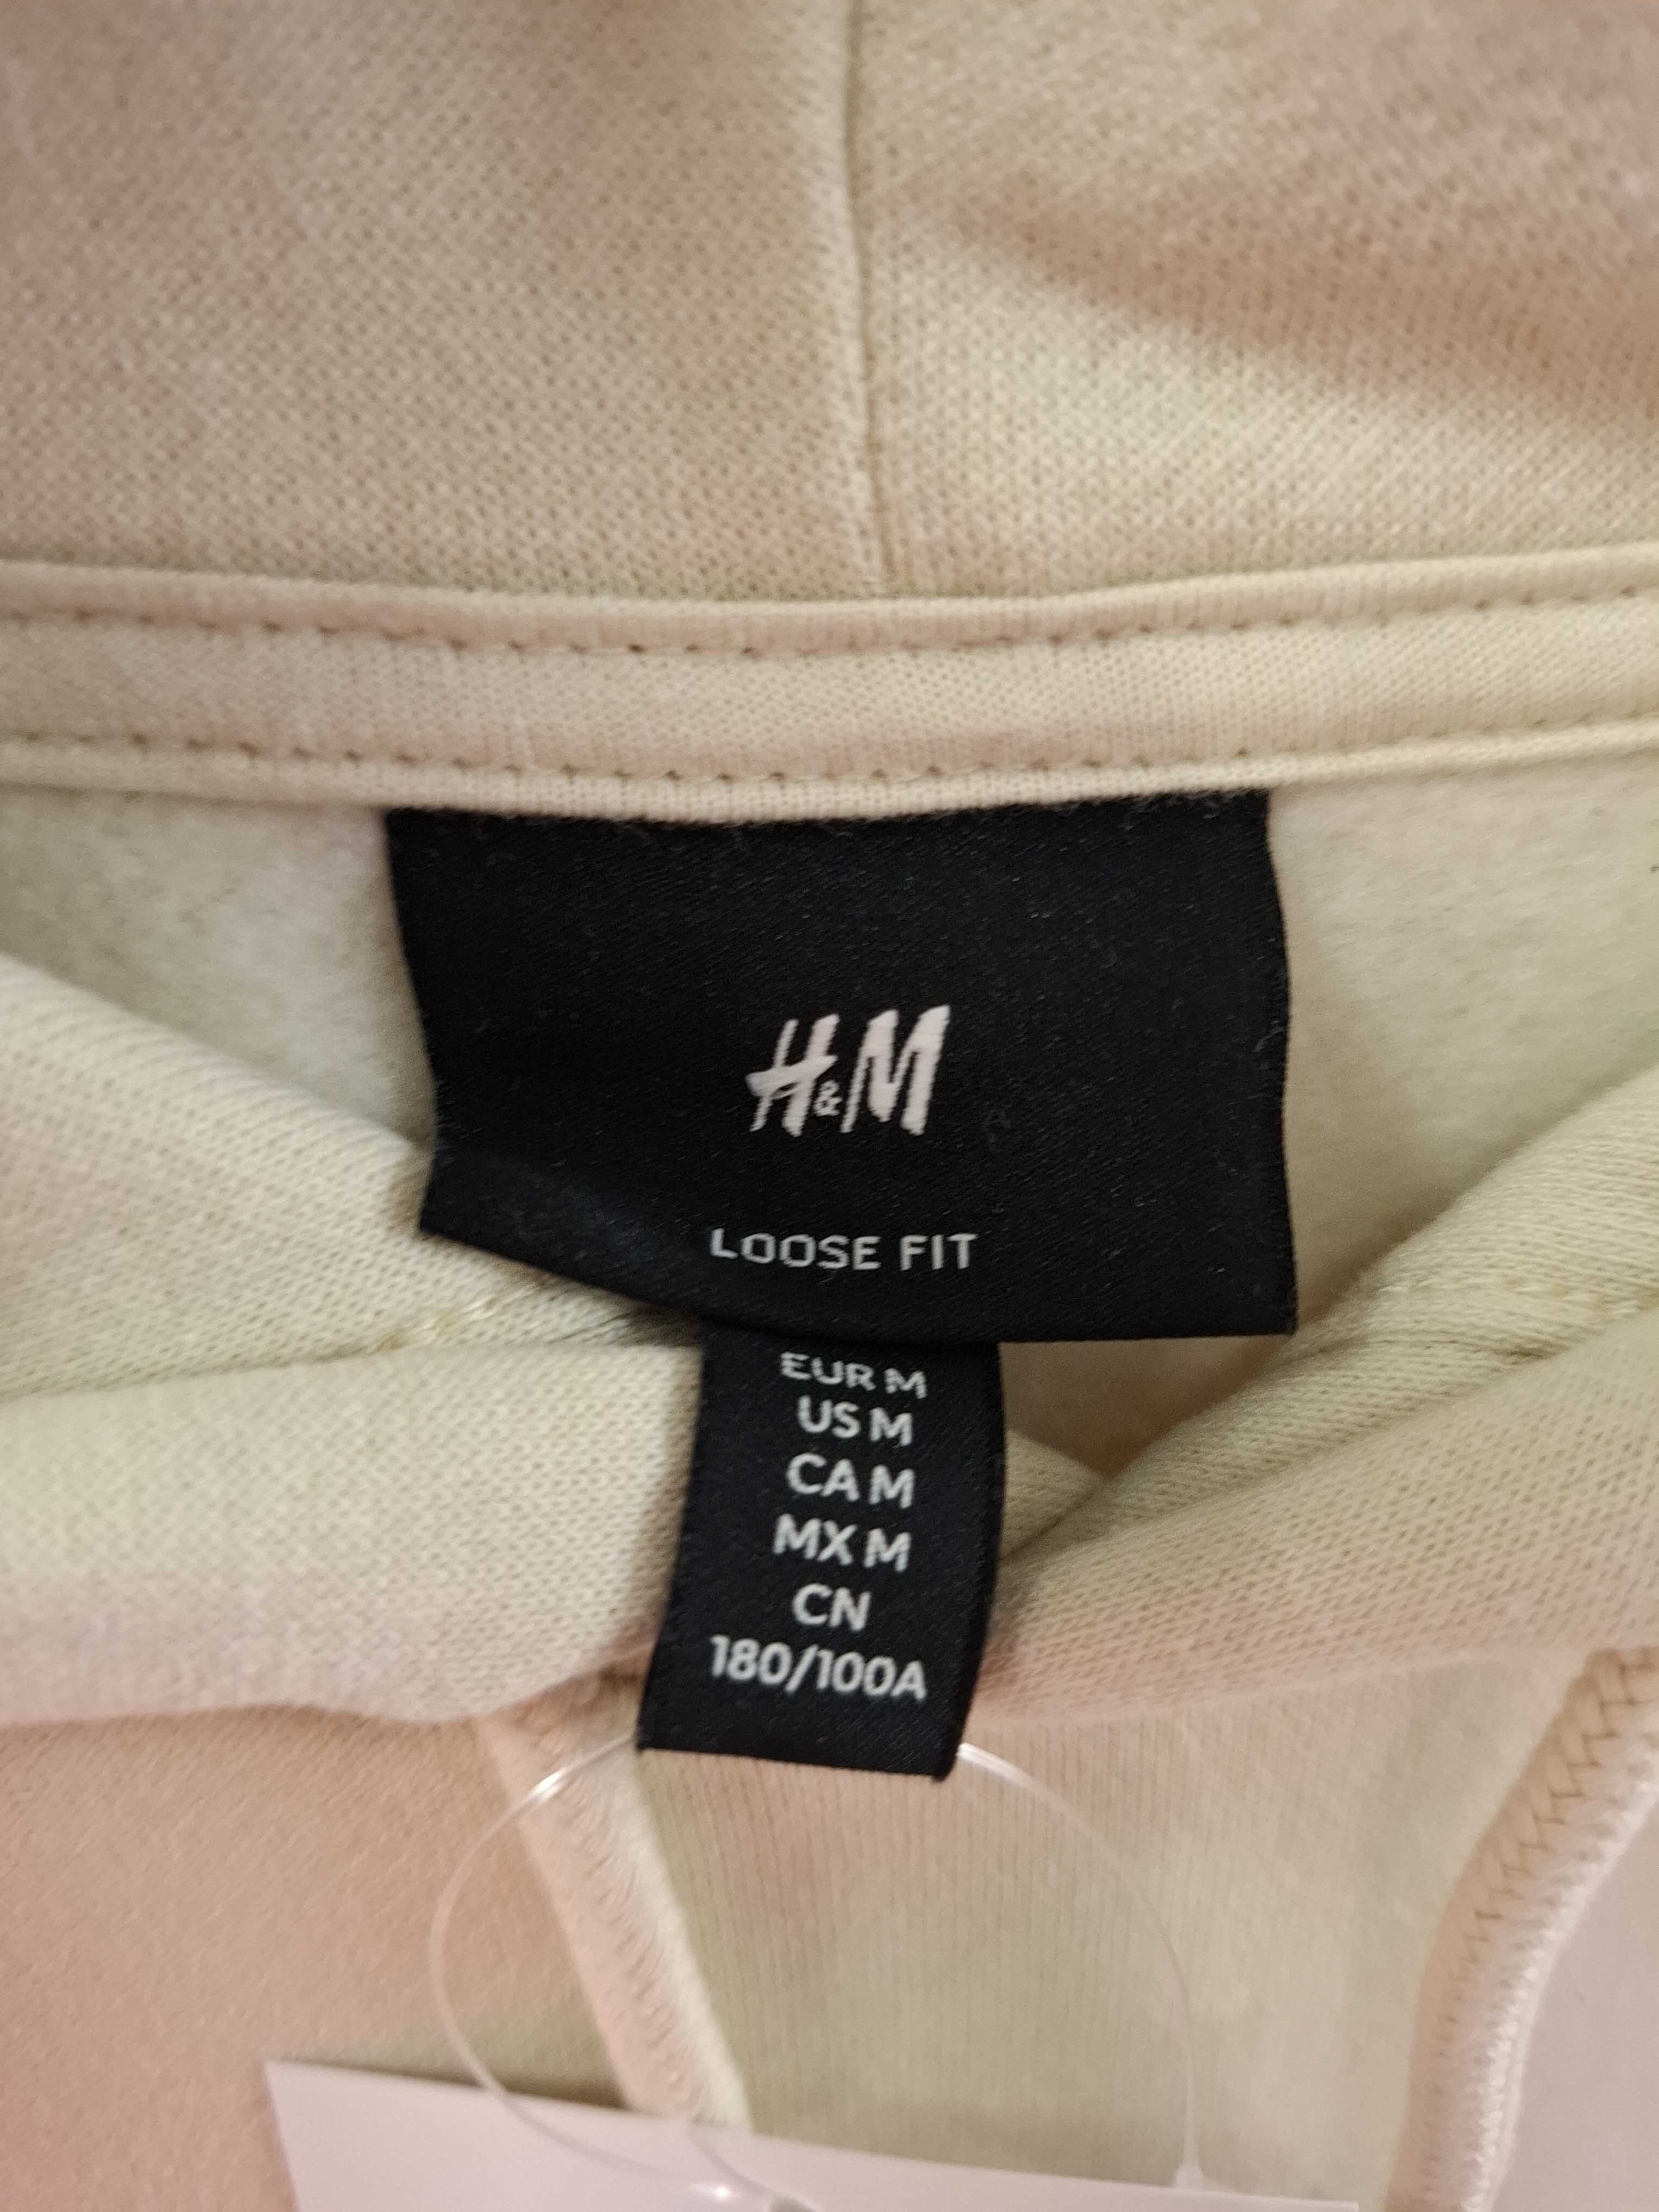 H&M
LOOSE FIT
EUR M
US M
CA M
MX M
CN
180/100A